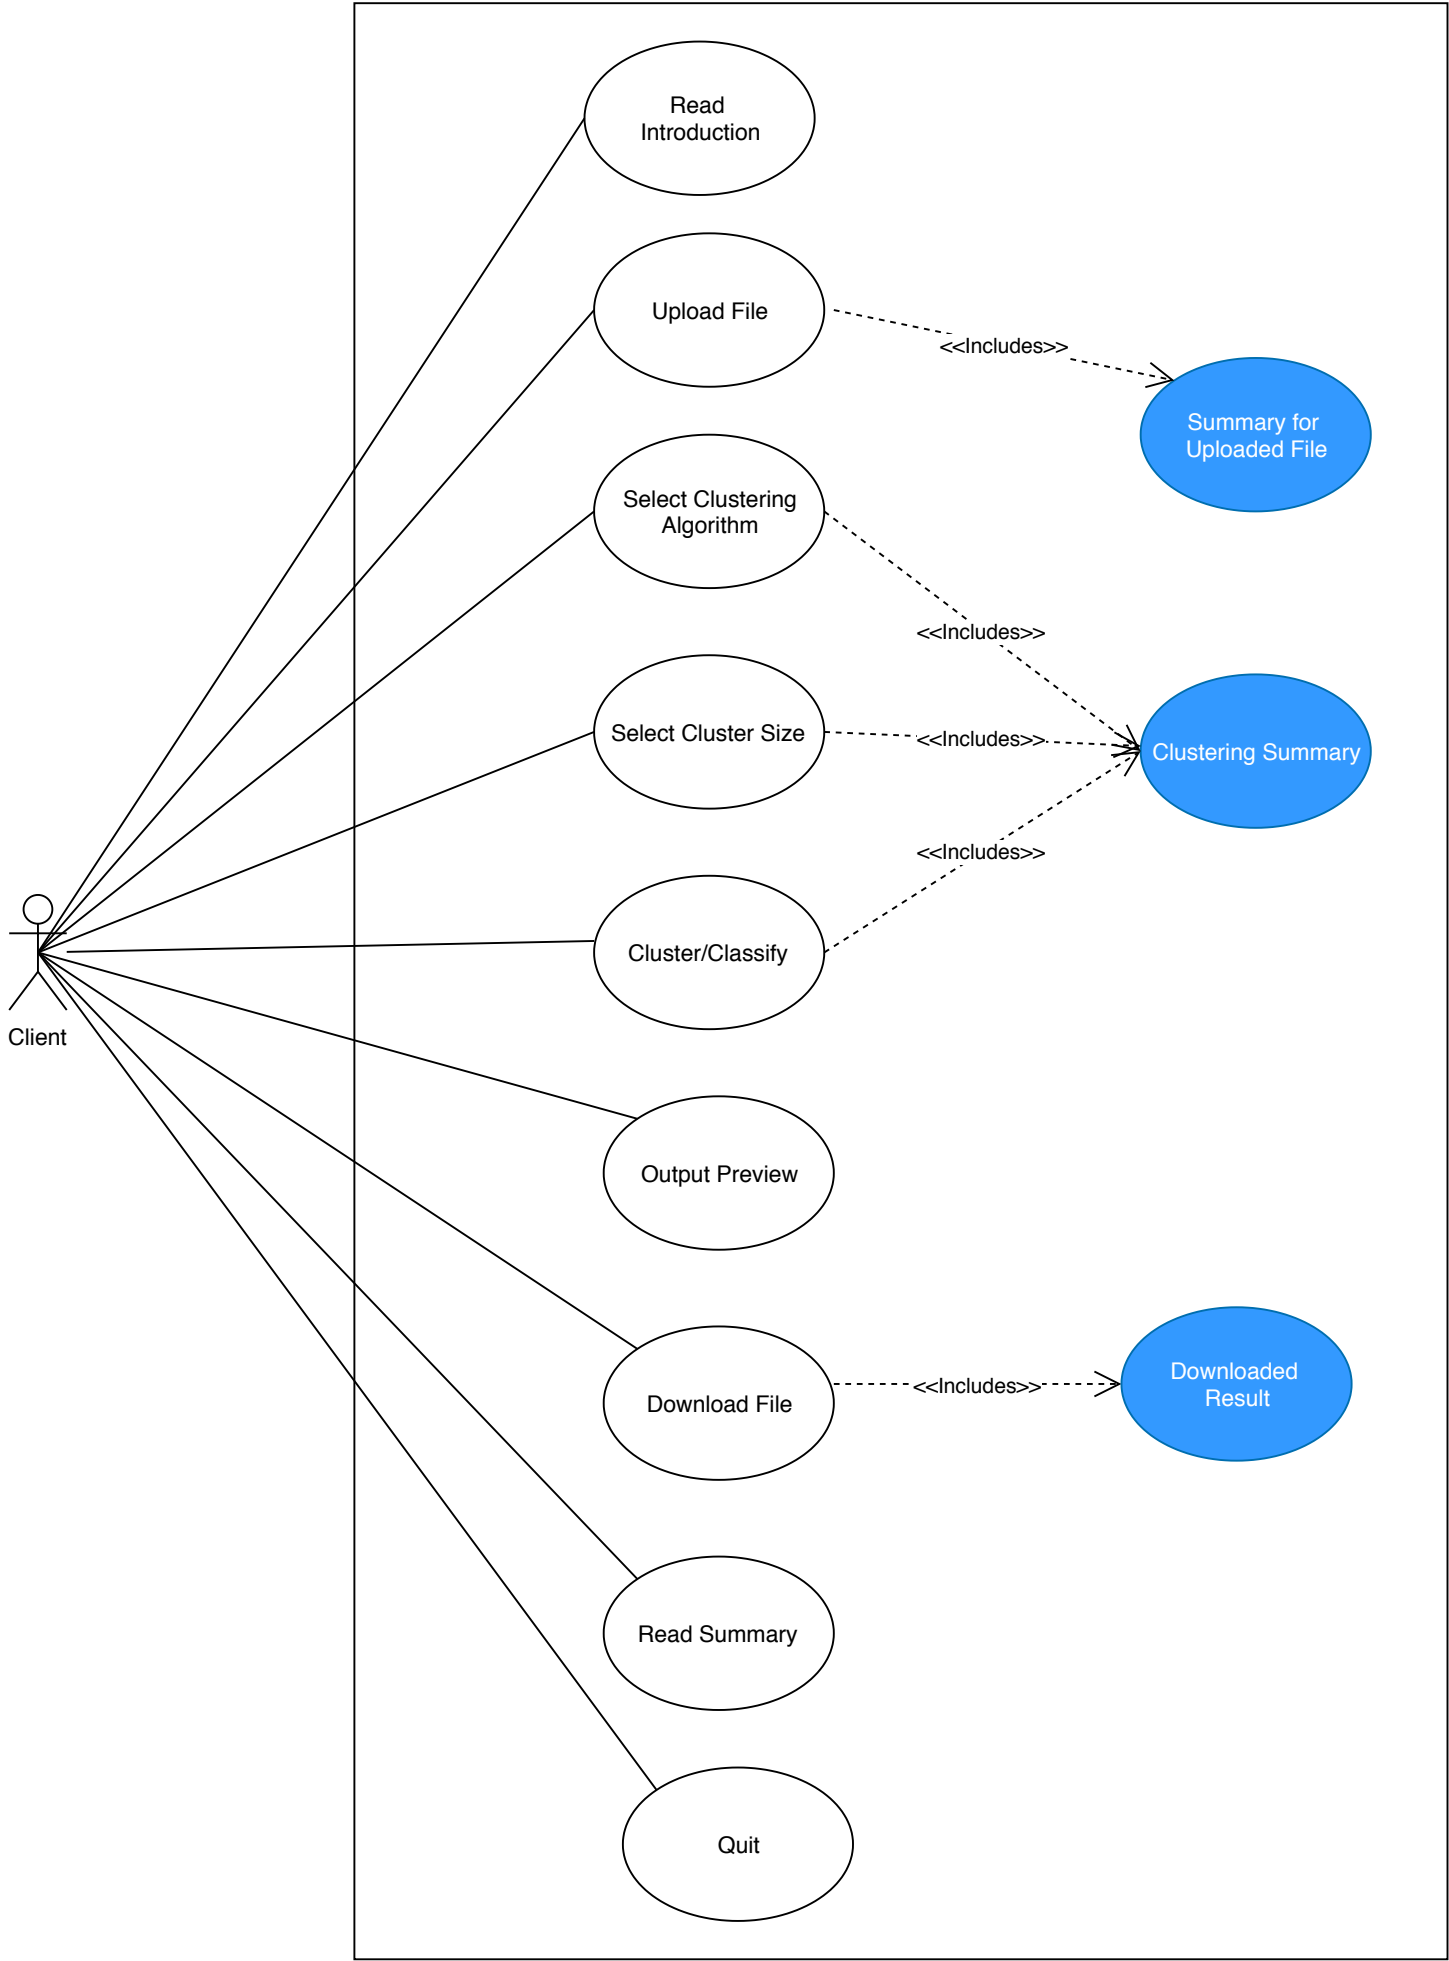 Read
Introduction
Upload File
<<Includes>>
Summary for
Uploaded File
Select Clustering
Algorithm
<<Includes>>
Select Cluster Size
<<Includes>>
Clustering Summary
<<Includes>>
Cluster/Classify
Client
Output Preview
Download File
<<Includes>>
Downloaded
Result
Read Summary
Quit